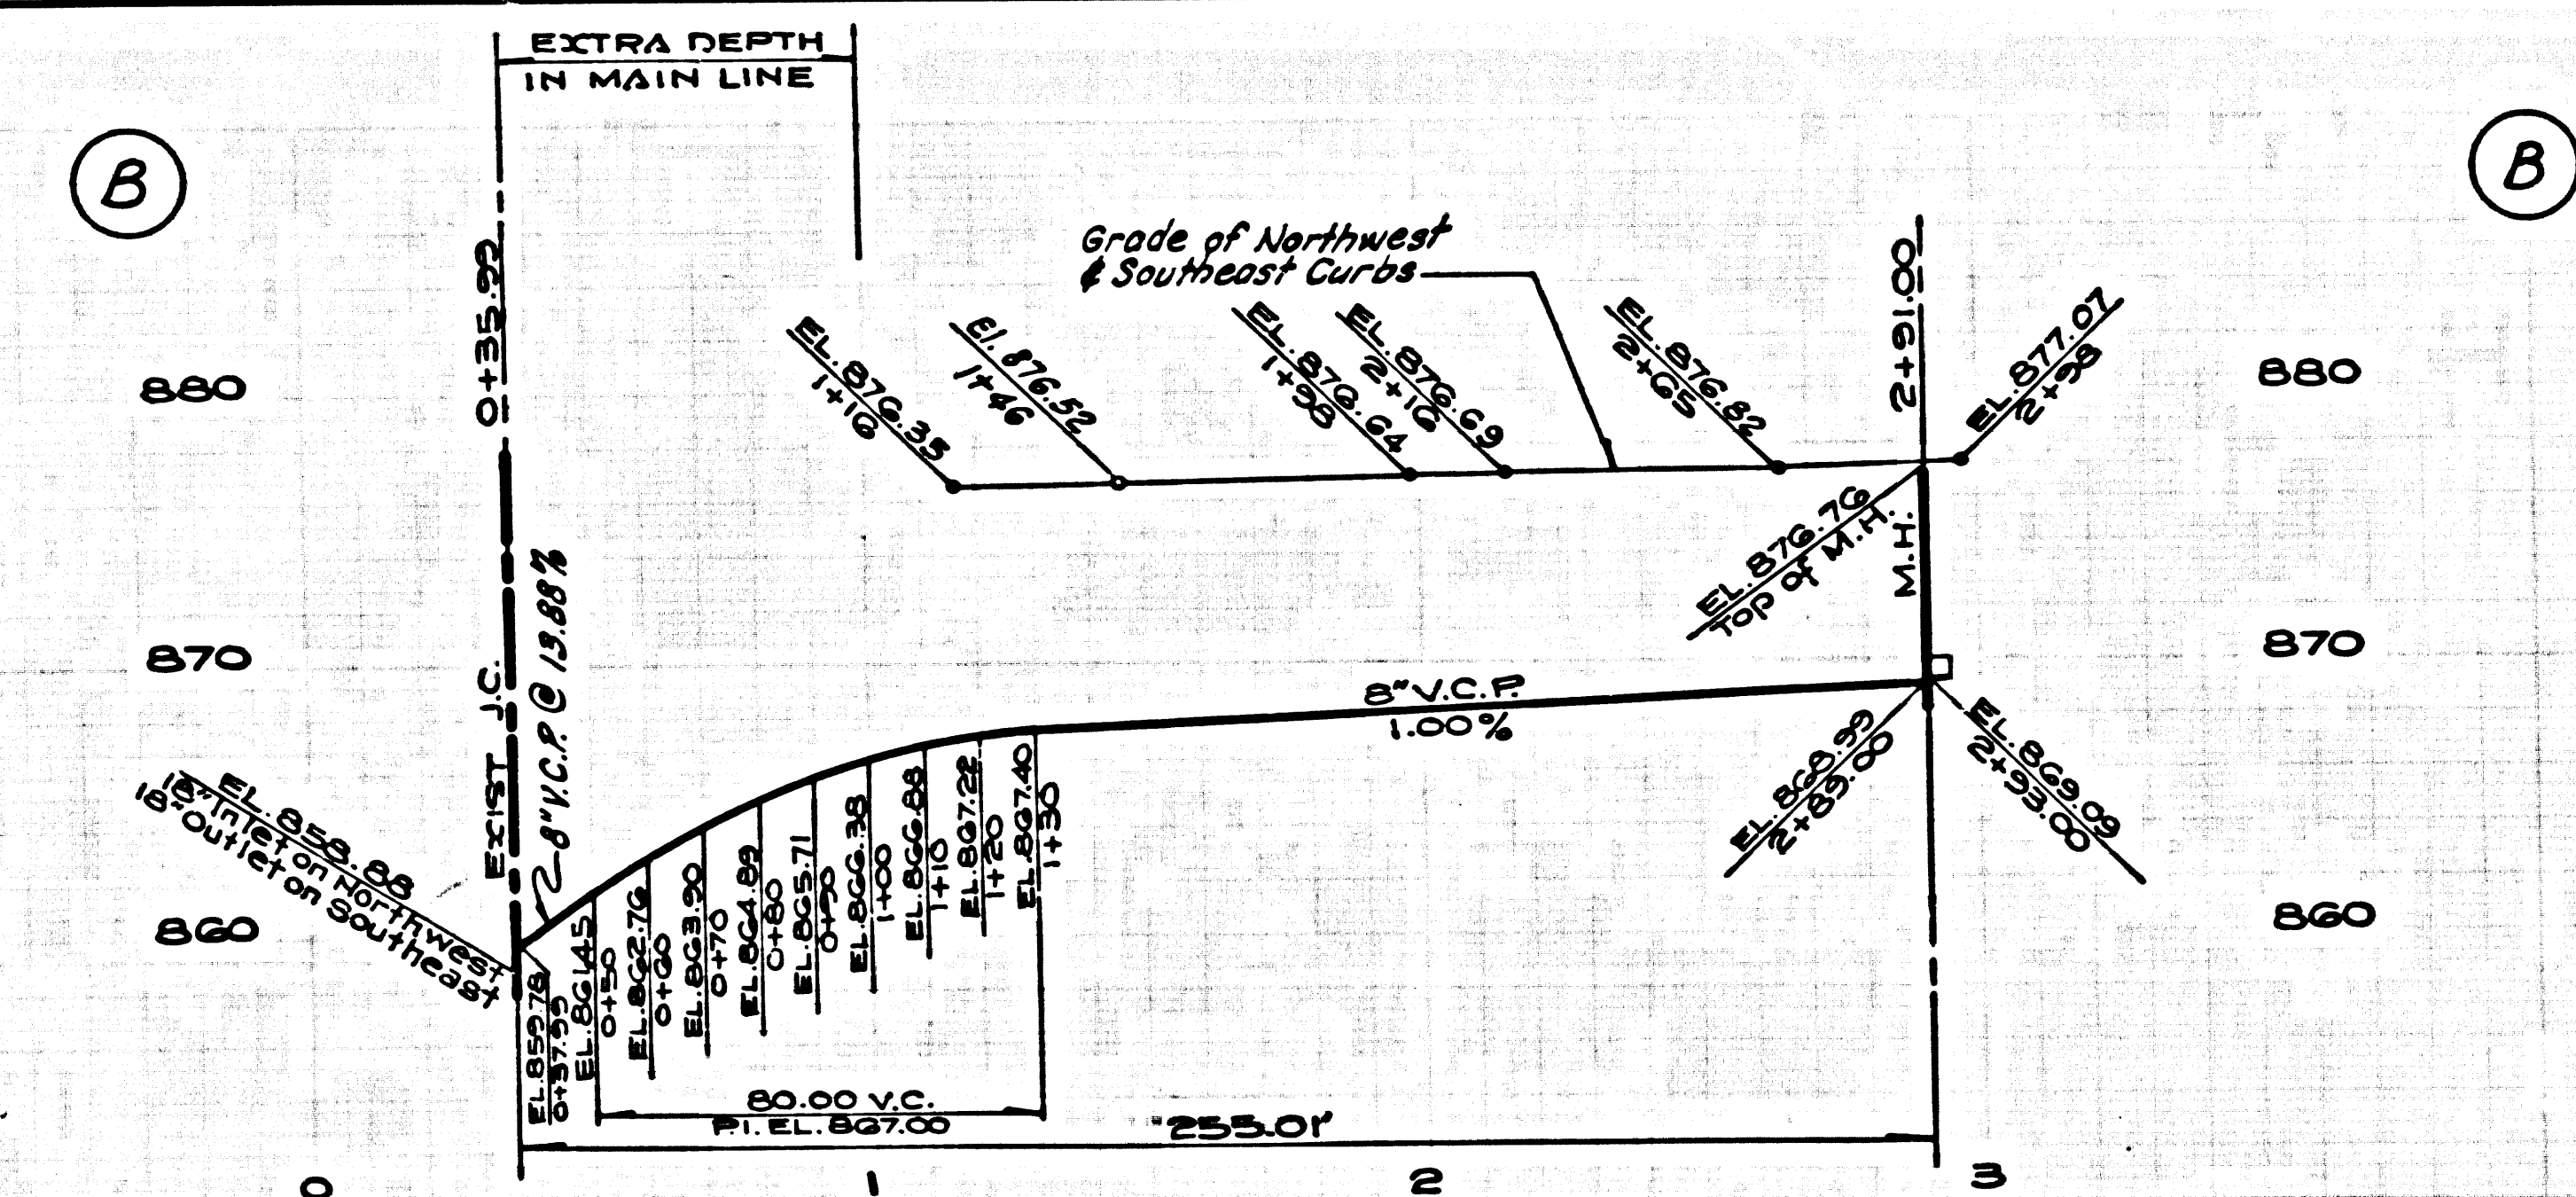 EXTRA DEPTH
IN MAIN LINE
B
B
0+35.99
Grade of Northwest
& Southeast Curbs
2+91.00
EL.876.35
1+16
El. 876.52
1+46
EL.876.64
1+98
EL.876.69
2+16
EL.876.82
2+65
EL.877.07
2+98
880
880
EL.876.76
Top of M.H.
M.H.
870
870
EXIST J.C.
8" V.C.P. @ 13.88%
8" V.C.P.
1.00%
EL.858.88
18" Inlet on Northwest
18" Outlet on Southeast
EL.868.99
2+89.00
EL.869.09
2+93.00
860
860
EL.859.78
0+37.99
EL.861.45
0+50
EL.862.76
0+60
EL.863.90
0+70
EL.864.89
0+80
EL.865.71
0+90
EL.866.38
1+00
EL.866.88
1+10
EL.867.22
1+20
EL.867.40
1+30
80.00 V.C.
P.I. EL. 867.00
255.01'
0
1
2
3